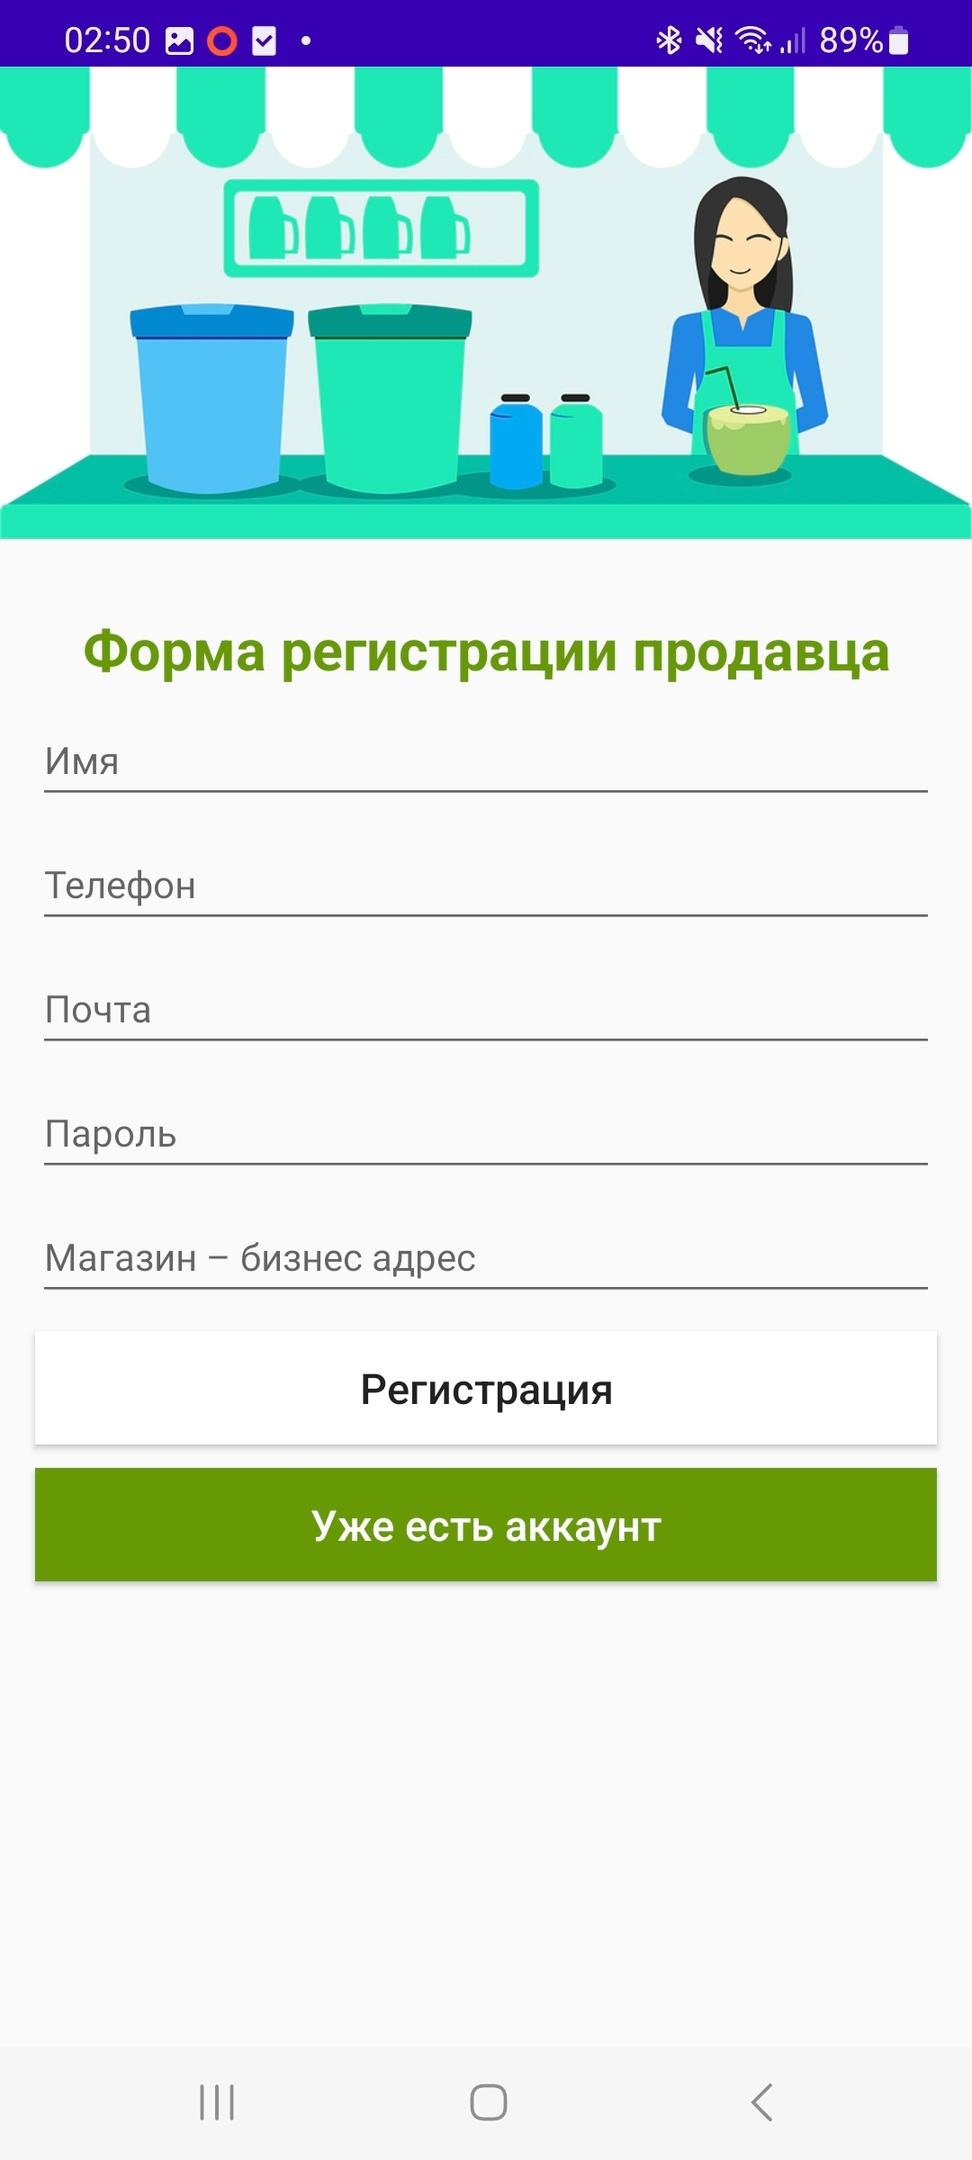 02:50
89%
Форма регистрации продавца
Имя
Телефон
Почта
Пароль
Магазин – бизнес адрес
Регистрация
Уже есть аккаунт